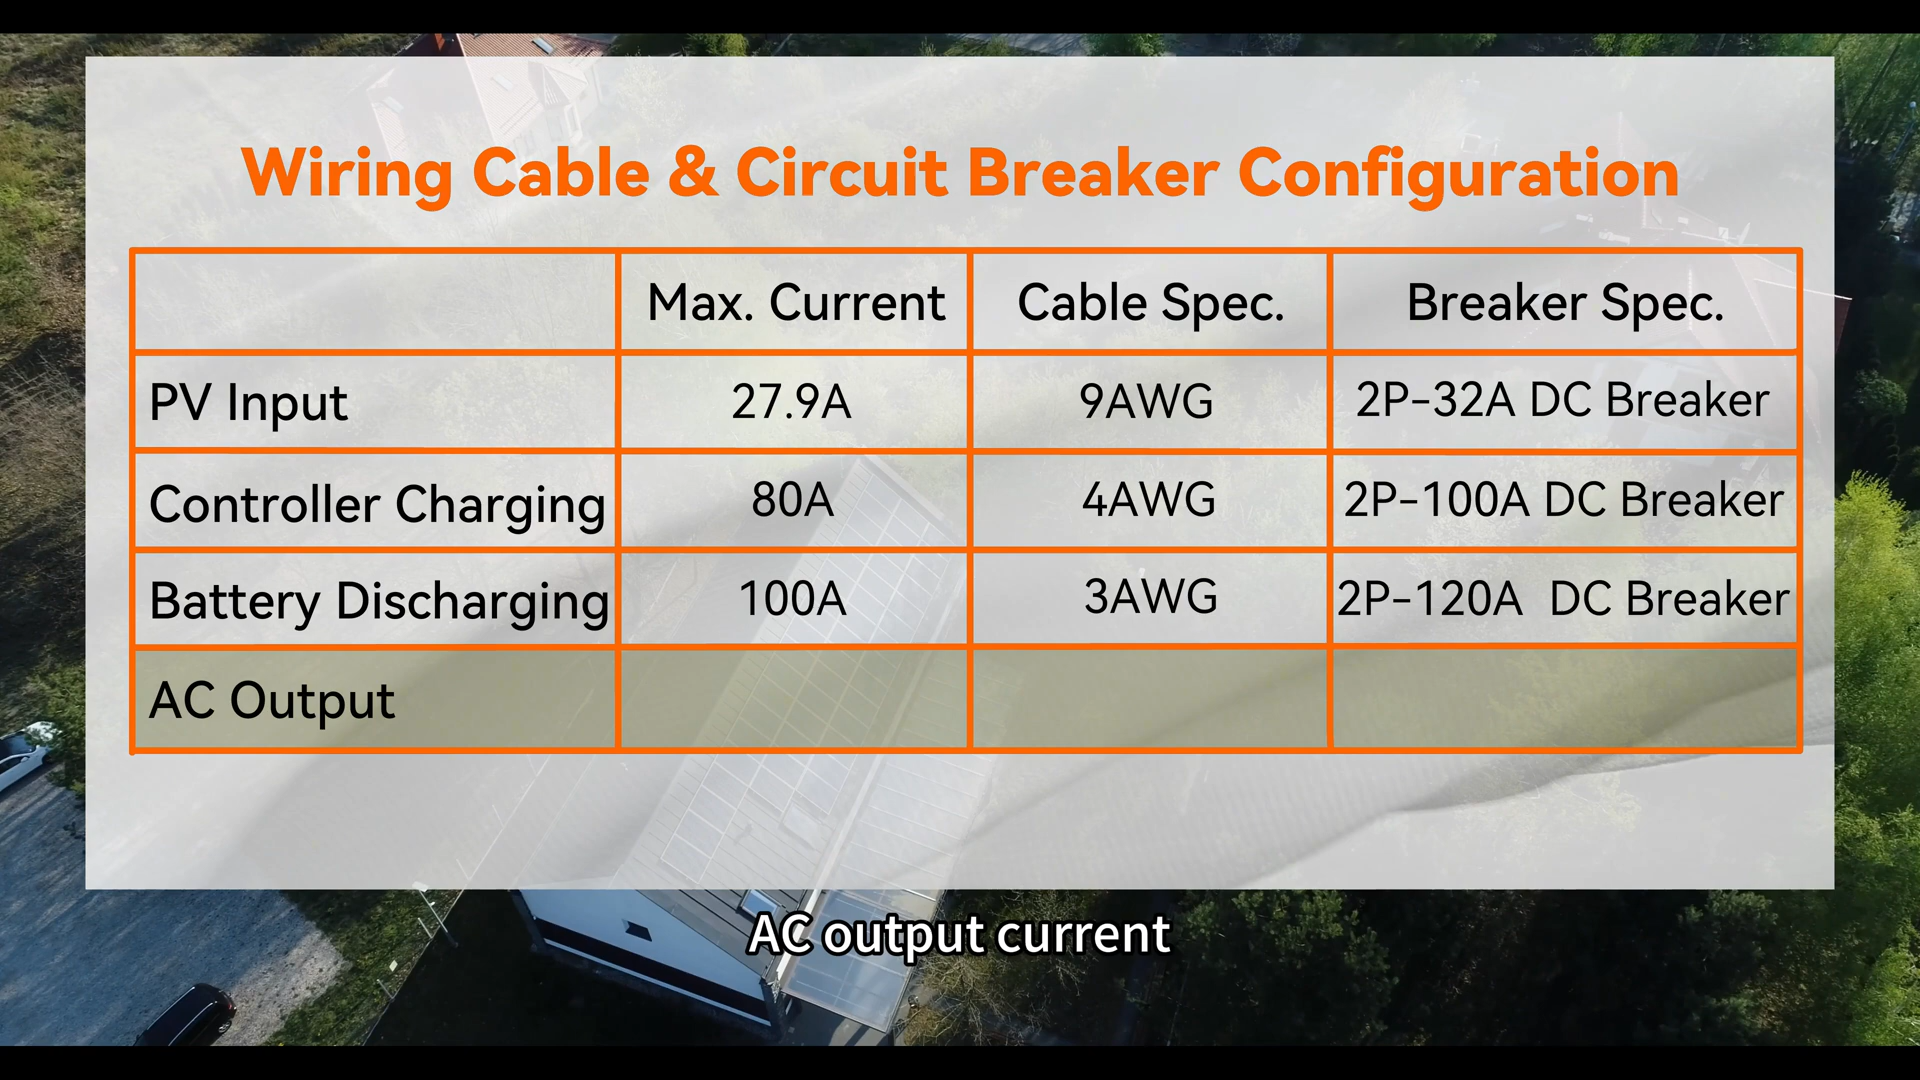 Wiring Cable & Circuit Breaker Configuration
Max. Current Cable Spec. Breaker Spec.
PV Input 27.9A 9AWG 2P-32A DC Breaker
Controller Charging 80A 4AWG 2P-100A DC Breaker
Battery Discharging 100A 3AWG 2P-120A DC Breaker
AC Output
AC output current